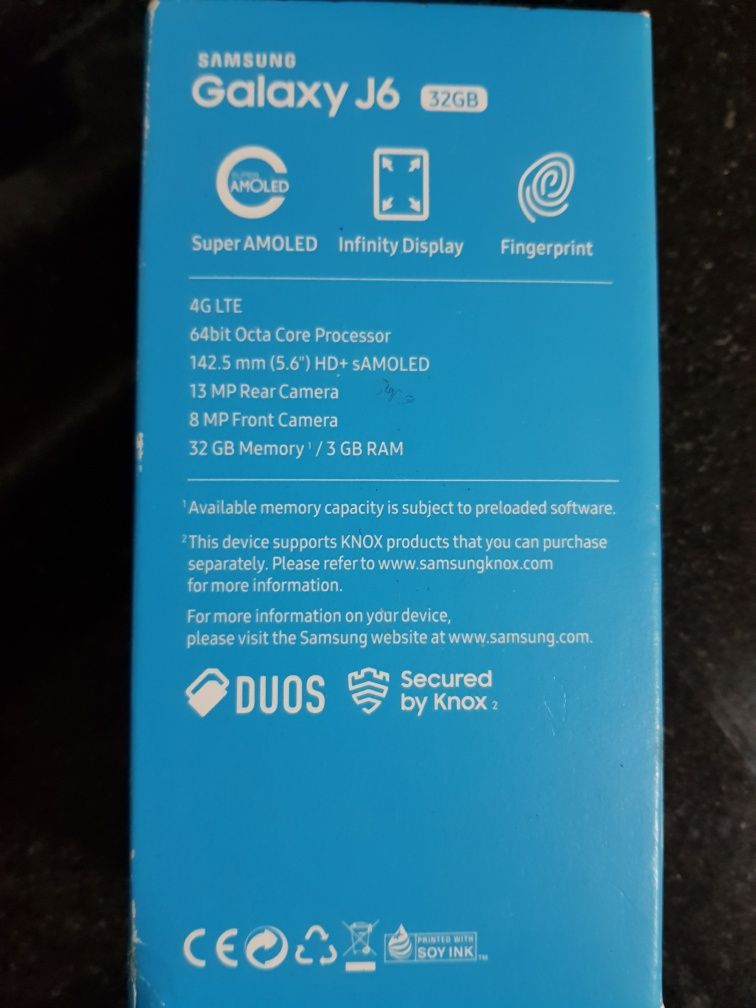 SAMSUNG
Galaxy J6 32GB
SUPER
AMOLED
Super AMOLED Infinity Display Fingerprint
4G LTE
64bit Octa Core Processor
142.5 mm (5.6") HD+ sAMOLED
13 MP Rear Camera
8 MP Front Camera
32 GB Memory ¹ / 3 GB RAM
¹ Available memory capacity is subject to preloaded software.
² This device supports KNOX products that you can purchase
separately. Please refer to www.samsungknox.com
for more information.
For more information on your device,
please visit the Samsung website at www.samsung.com.
DUOS
Secured
by Knox 2
CE
PRINTED WITH
SOY INK TM